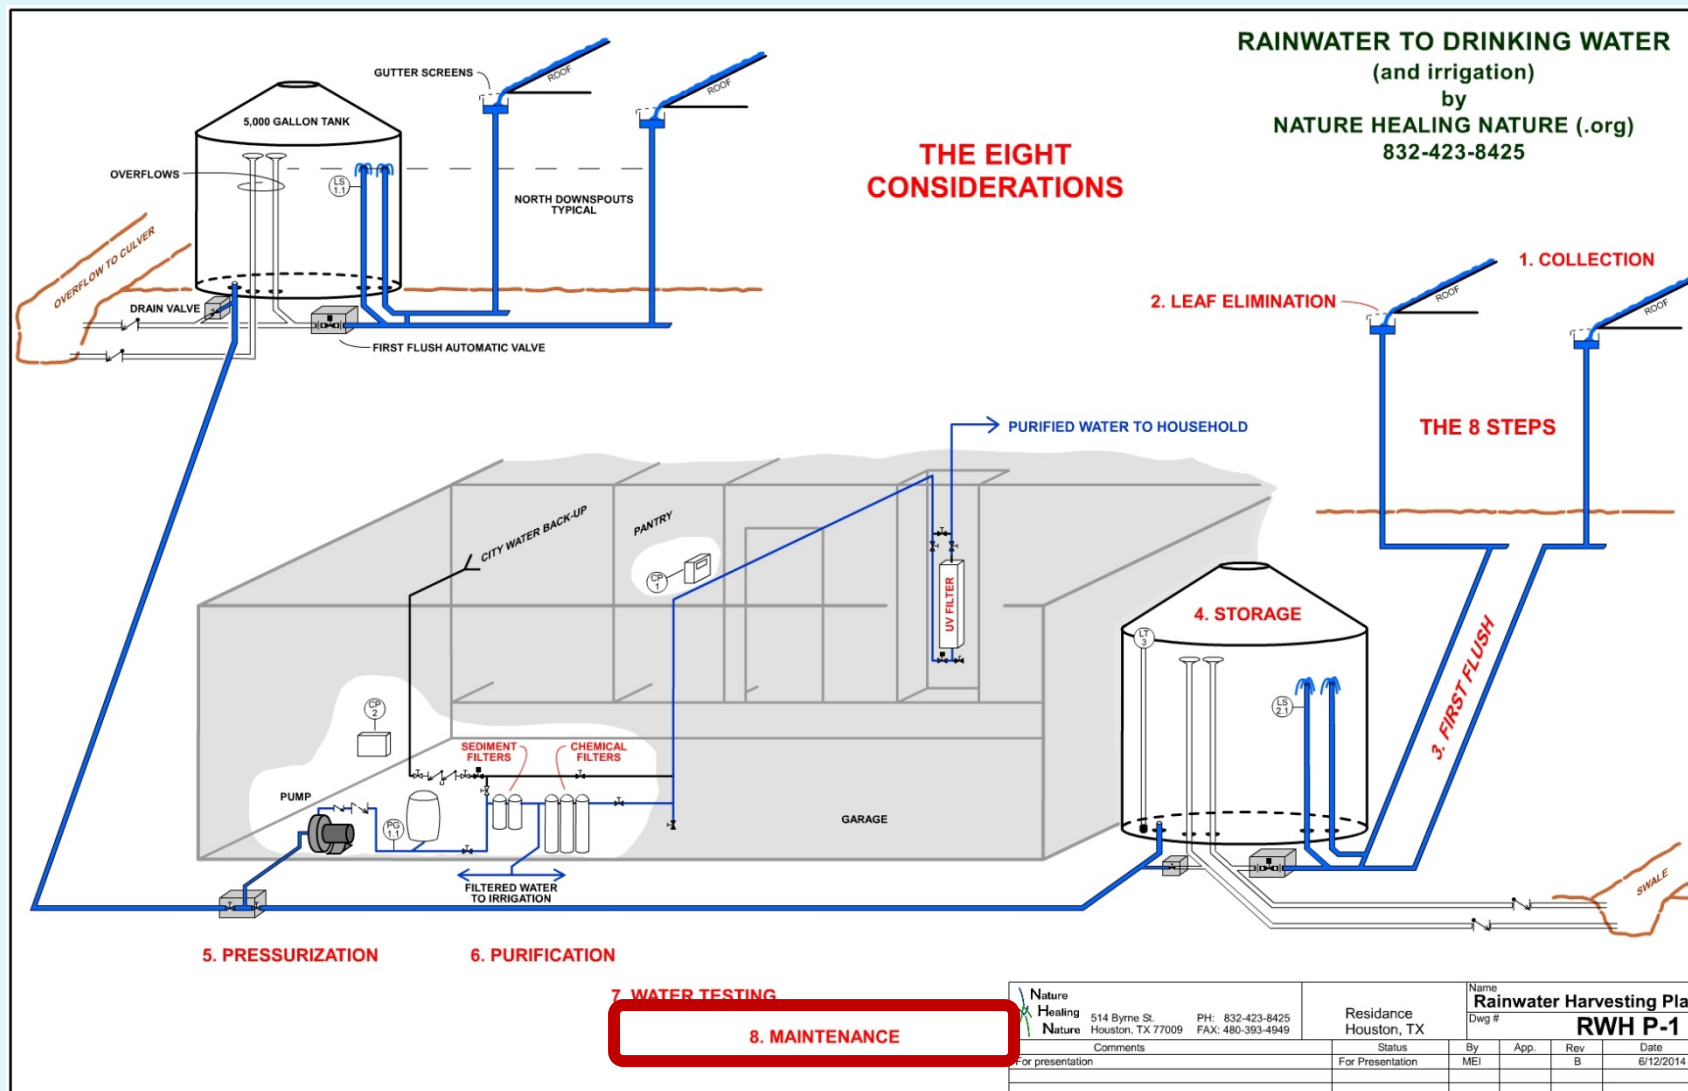 RAINWATER TO DRINKING WATER
(and irrigation)
by
NATURE HEALING NATURE (.org)
832-423-8425
THE EIGHT
CONSIDERATIONS
GUTTER SCREENS
ROOF
ROOF
5,000 GALLON TANK
OVERFLOWS
LS
1.1
NORTH DOWNSPOUTS
TYPICAL
OVERFLOW TO CULVER
DRAIN VALVE
FIRST FLUSH AUTOMATIC VALVE
1. COLLECTION
2. LEAF ELIMINATION
ROOF
ROOF
THE 8 STEPS
3. FIRST FLUSH
PURIFIED WATER TO HOUSEHOLD
CITY WATER BACK-UP
PANTRY
CP
1
UV FILTER
4. STORAGE
LT
3
LS
2.1
CP
2
SEDIMENT
FILTERS
CHEMICAL
FILTERS
PUMP
PG
1.1
GARAGE
FILTERED WATER
TO IRRIGATION
SWALE
5. PRESSURIZATION
6. PURIFICATION
7. WATER TESTING
8. MAINTENANCE
Nature
Healing
Nature
514 Byrne St.
Houston, TX 77009
PH: 832-423-8425
FAX: 480-393-4949
Residance
Houston, TX
Name
Rainwater Harvesting Pla
Dwg #
RWH P-1
Comments
Status
By
App.
Rev
Date
For presentation
For Presentation
MEI
B
6/12/2014